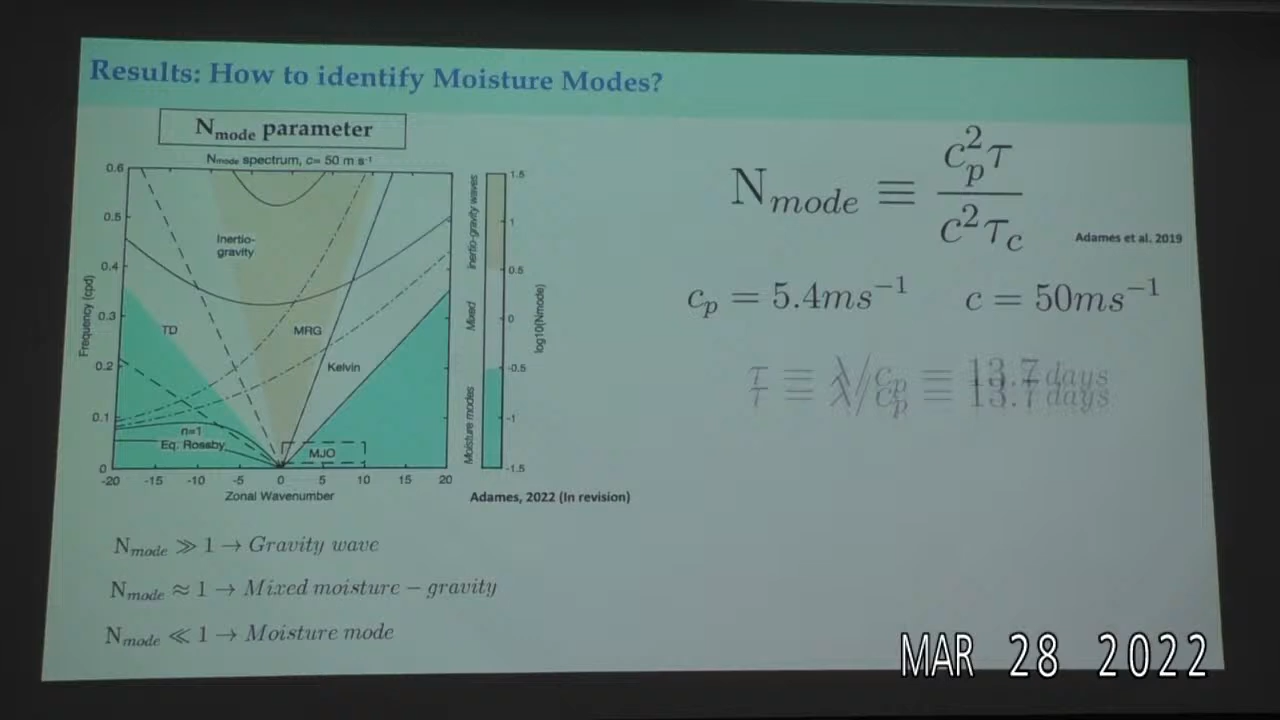 Results: How to identify Moisture Modes?
N_mode parameter
N_mode spectrum, c= 50 m s⁻¹
0.6
0.5
0.4
0.3
0.2
0.1
0
Frequency (cpd)
Inertio-
gravity
TD
MRG
Kelvin
n=1
Eq. Rossby
MJO
-20 -15 -10 -5 0 5 10 15 20
Zonal Wavenumber
Inertio-gravity waves
Mixed
Moisture modes
1.5
1
0.5
0
-0.5
-1
-1.5
log10(Nmode)
Adames, 2022 (In revision)
N_mode ≡ c_p²τ / c²τ_c
Adames et al. 2019
c_p = 5.4ms⁻¹ c = 50ms⁻¹
τ ≡ λ/c_p ≡ 13.7 days
N_mode ≫ 1 → Gravity wave
N_mode ≈ 1 → Mixed moisture − gravity
N_mode ≪ 1 → Moisture mode
MAR 28 2022